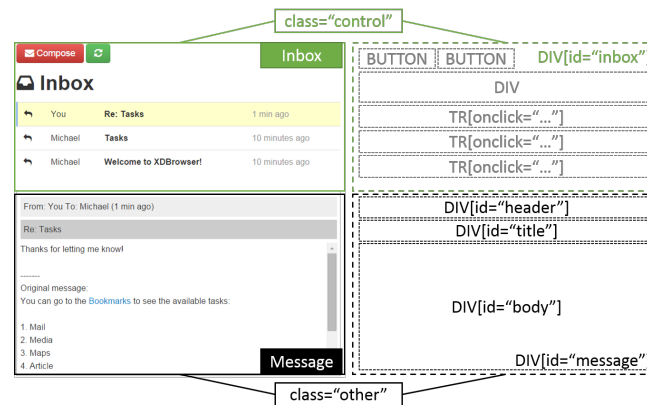 class=“control”
Compose
Inbox
BUTTON BUTTON DIV[id=“inbox”]
Inbox
DIV
You Re: Tasks 1 min ago
TR[onclick=“...”]
Michael Tasks 10 minutes ago
TR[onclick=“...”]
Michael Welcome to XDBrowser! 10 minutes ago
TR[onclick=“...”]
From: You To: Michael (1 min ago)
DIV[id=“header”]
Re: Tasks
DIV[id=“title”]
Thanks for letting me know!
-------
Original message:
You can go to the Bookmarks to see the available tasks:
1. Mail
2. Media
3. Maps
4. Article
DIV[id=“body”]
Message
DIV[id=“message”]
class=“other”